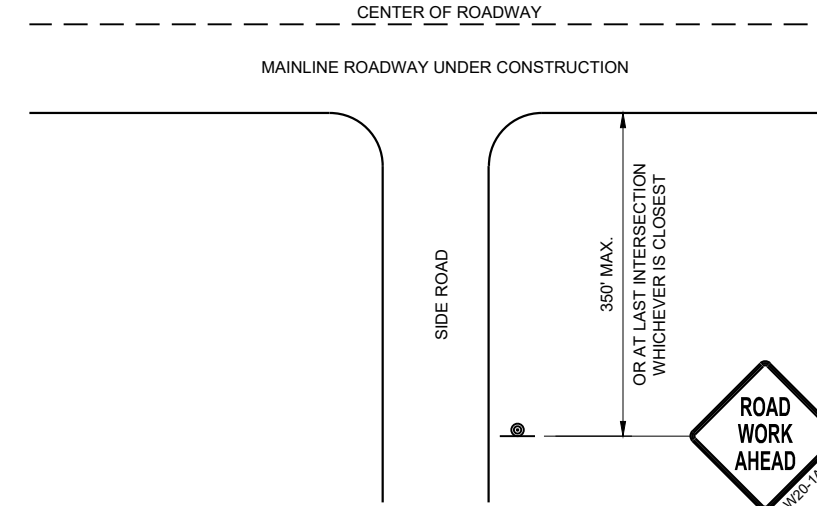 CENTER OF ROADWAY
MAINLINE ROADWAY UNDER CONSTRUCTION
SIDE ROAD
350' MAX.
OR AT LAST INTERSECTION
WHICHEVER IS CLOSEST
ROAD
WORK
AHEAD